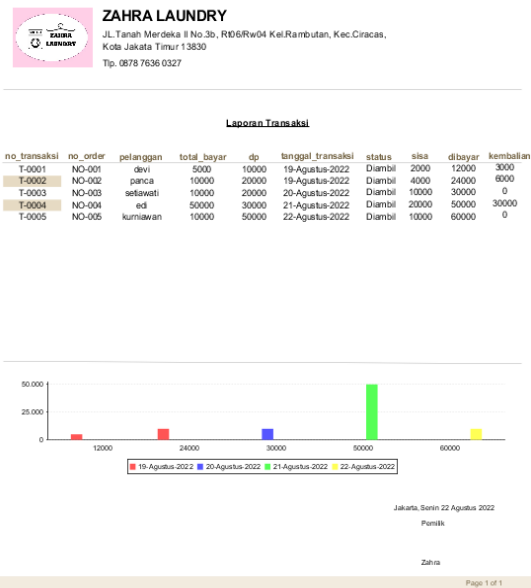 ZAHRA
LAUNDRY
ZAHRA LAUNDRY
JL.Tanah Merdeka II No.3b, Rt06/Rw04 Kel.Rambutan, Kec.Ciracas,
Kota Jakata Timur 13830
Tlp. 0878 7636 0327
Laporan Transaksi
no_transaksi no_order pelanggan total_bayar dp tanggal_transaksi status sisa dibayar kembalian
T-0001 NO-001 devi 5000 10000 19-Agustus-2022 Diambil 2000 12000 3000
T-0002 NO-002 panca 10000 20000 19-Agustus-2022 Diambil 4000 24000 6000
T-0003 NO-003 setiawati 10000 20000 20-Agustus-2022 Diambil 10000 30000 0
T-0004 NO-004 edi 50000 30000 21-Agustus-2022 Diambil 20000 50000 30000
T-0005 NO-005 kurniawan 10000 50000 22-Agustus-2022 Diambil 10000 60000 0
50.000
25.000
0
12000 24000 30000 50000 60000
19-Agustus-2022 20-Agustus-2022 21-Agustus-2022 22-Agustus-2022
Jakarta, Senin 22 Agustus 2022
Pemilik
Zahra
Page 1 of 1